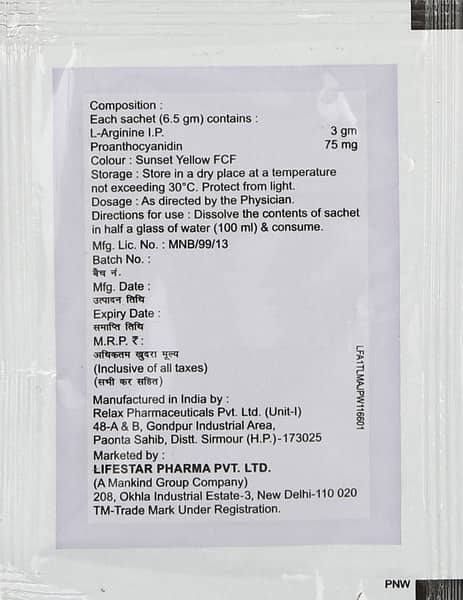 Composition :
Each sachet (6.5 gm) contains :
L-Arginine I.P. 3 gm
Proanthocyanidin 75 mg
Colour : Sunset Yellow FCF
Storage : Store in a dry place at a temperature
not exceeding 30°C. Protect from light.
Dosage : As directed by the Physician.
Directions for use : Dissolve the contents of sachet
in half a glass of water (100 ml) & consume.
Mfg. Lic. No. : MNB/99/13
Batch No. :
बैच नं.
Mfg. Date :
उत्पादन तिथि
Expiry Date :
समाप्ति तिथि
M.R.P. ₹ :
अधिकतम खुदरा मूल्य
(Inclusive of all taxes)
(सभी कर सहित)
Manufactured in India by :
Relax Pharmaceuticals Pvt. Ltd. (Unit-I)
48-A & B, Gondpur Industrial Area,
Paonta Sahib, Distt. Sirmour (H.P.)-173025
Marketed by :
LIFESTAR PHARMA PVT. LTD.
(A Mankind Group Company)
208, Okhla Industrial Estate-3, New Delhi-110 020
TM-Trade Mark Under Registration.
LFA1TLMAJPW116601
PNW